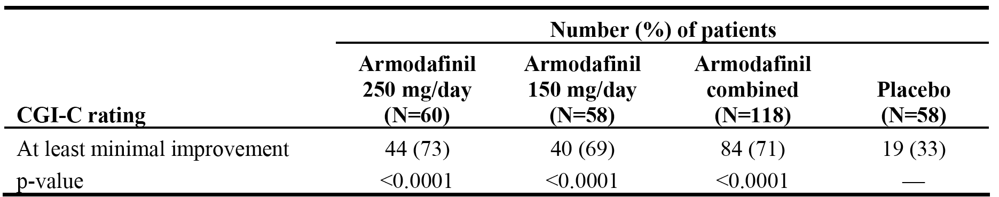 Number (%) of patients
Armodafinil Armodafinil Armodafinil
250 mg/day 150 mg/day combined Placebo
CGI-C rating (N=60) (N=58) (N=118) (N=58)
At least minimal improvement 44 (73) 40 (69) 84 (71) 19 (33)
p-value <0.0001 <0.0001 <0.0001 —